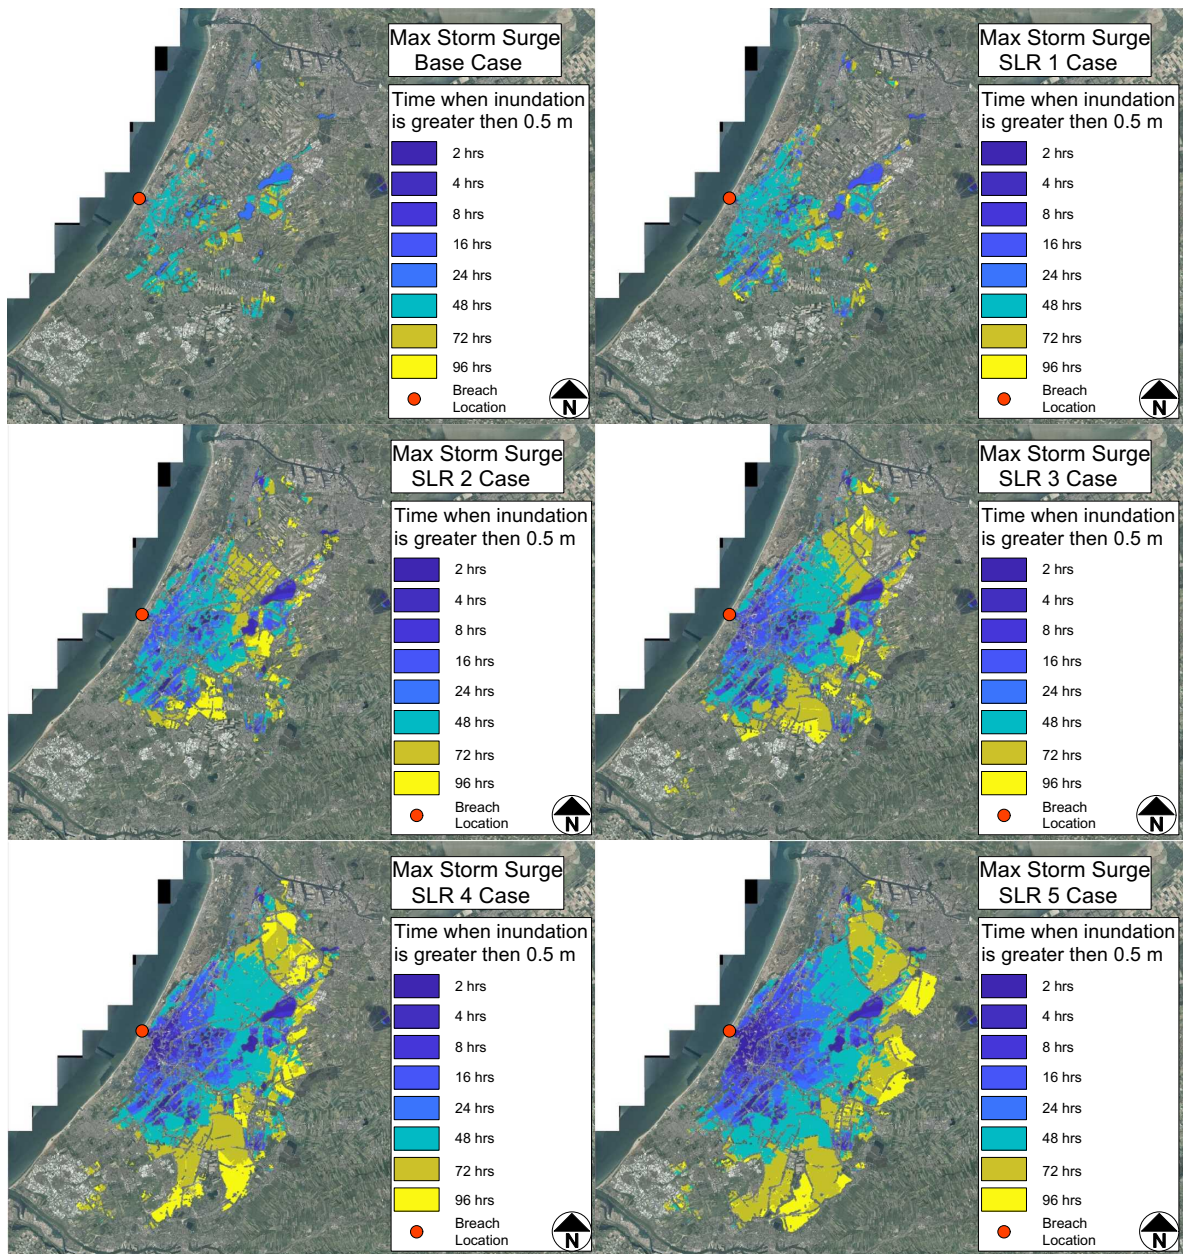 Max Storm Surge
Base Case
Time when inundation
is greater then 0.5 m
2 hrs
4 hrs
8 hrs
16 hrs
24 hrs
48 hrs
72 hrs
96 hrs
Breach
Location
N
Max Storm Surge
SLR 1 Case
Time when inundation
is greater then 0.5 m
2 hrs
4 hrs
8 hrs
16 hrs
24 hrs
48 hrs
72 hrs
96 hrs
Breach
Location
N
Max Storm Surge
SLR 2 Case
Time when inundation
is greater then 0.5 m
2 hrs
4 hrs
8 hrs
16 hrs
24 hrs
48 hrs
72 hrs
96 hrs
Breach
Location
N
Max Storm Surge
SLR 3 Case
Time when inundation
is greater then 0.5 m
2 hrs
4 hrs
8 hrs
16 hrs
24 hrs
48 hrs
72 hrs
96 hrs
Breach
Location
N
Max Storm Surge
SLR 4 Case
Time when inundation
is greater then 0.5 m
2 hrs
4 hrs
8 hrs
16 hrs
24 hrs
48 hrs
72 hrs
96 hrs
Breach
Location
N
Max Storm Surge
SLR 5 Case
Time when inundation
is greater then 0.5 m
2 hrs
4 hrs
8 hrs
16 hrs
24 hrs
48 hrs
72 hrs
96 hrs
Breach
Location
N